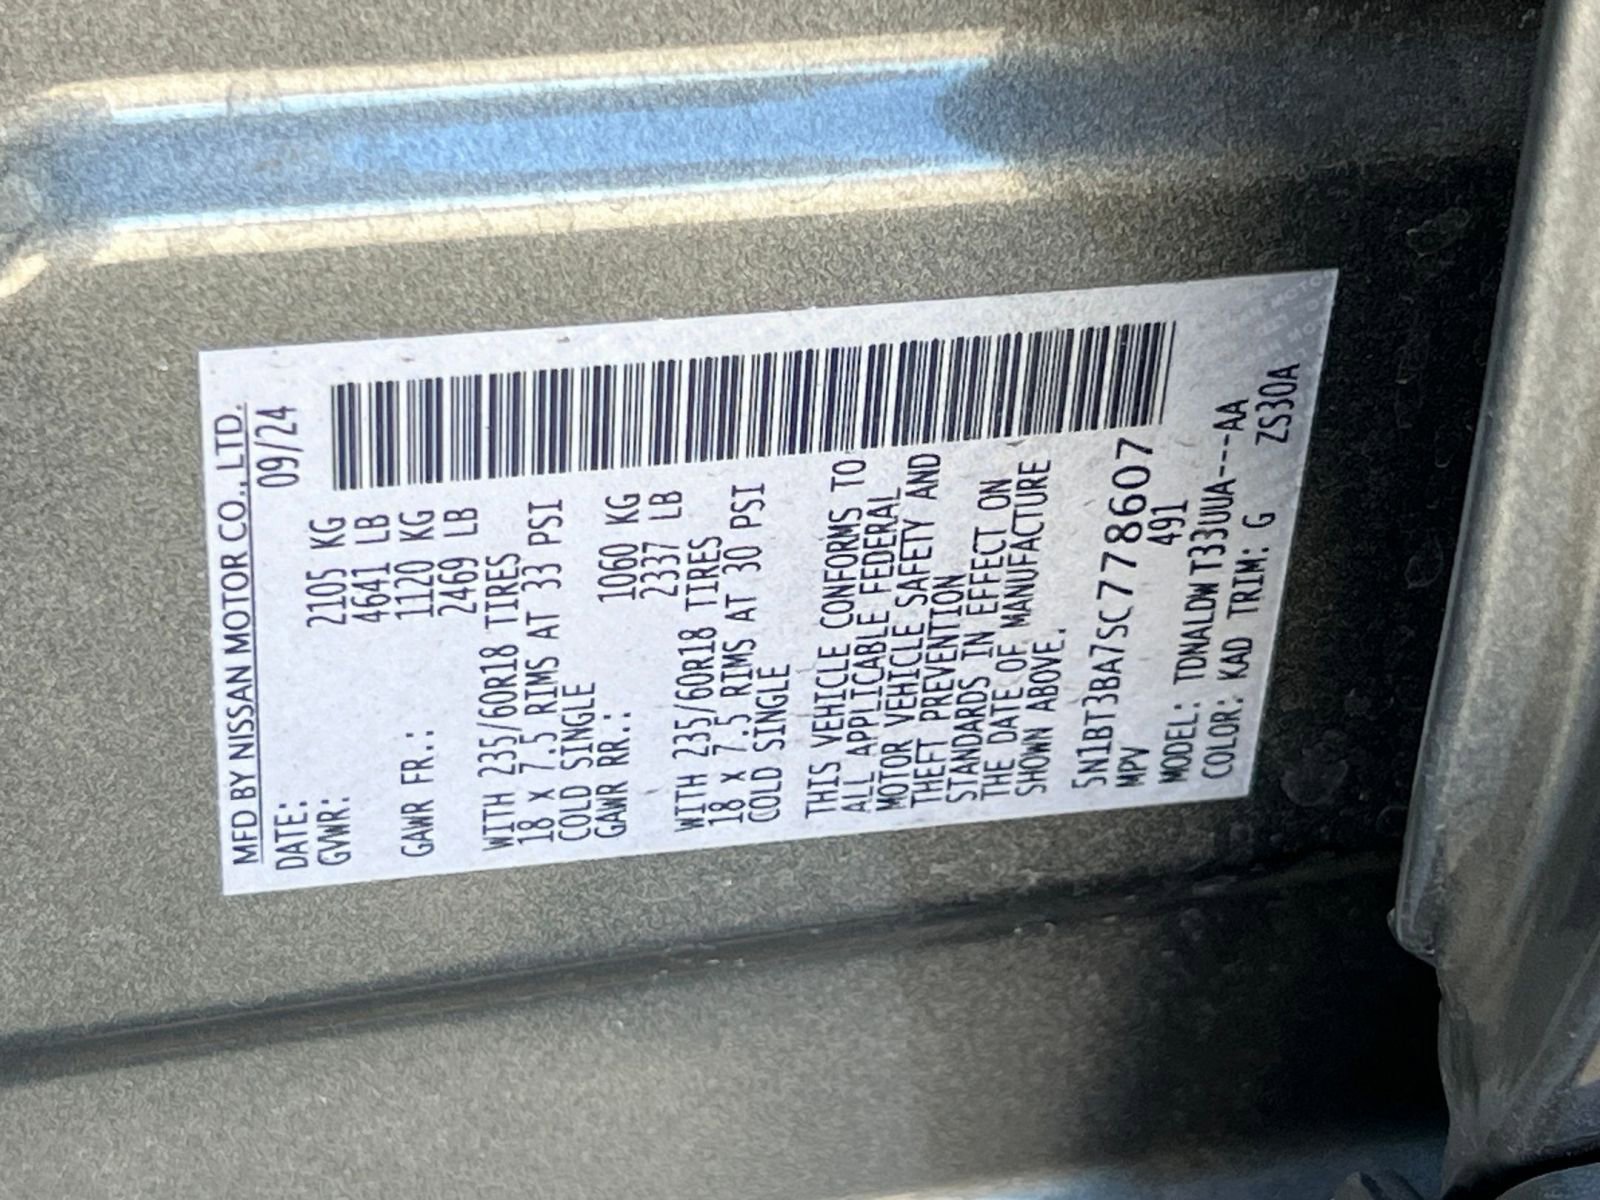 MFD BY NISSAN MOTOR CO., LTD.
DATE: 09/24
GVWR: 2105 KG
4641 LB
GAWR FR.: 1120 KG
2469 LB
WITH 235/60R18 TIRES
18 X 7.5 RIMS AT 33 PSI
COLD SINGLE
GAWR RR.: 1060 KG
2337 LB
WITH 235/60R18 TIRES
18 X 7.5 RIMS AT 30 PSI
COLD SINGLE
THIS VEHICLE CONFORMS TO
ALL APPLICABLE FEDERAL
MOTOR VEHICLE SAFETY AND
THEFT PREVENTION
STANDARDS IN EFFECT ON
THE DATE OF MANUFACTURE
SHOWN ABOVE.
5N1BT3BA7SC778607
MPV 491
MODEL: TDNALDW T33UUA---AA
COLOR: KAD TRIM: G ZS30A